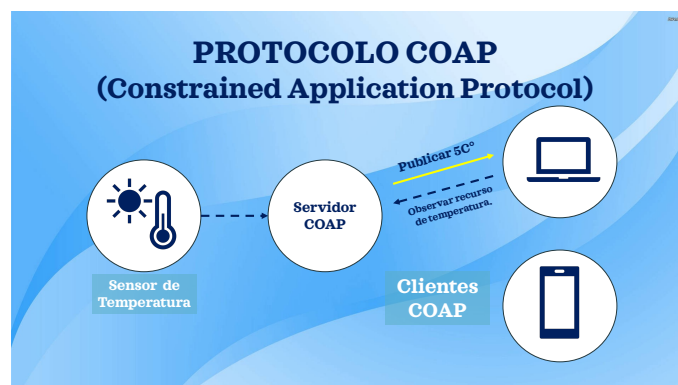 PROTOCOLO COAP
(Constrained Application Protocol)
Publicar 5C°
Servidor
COAP
Observar recurso
de temperatura.
Sensor de
Temperatura
Clientes
COAP